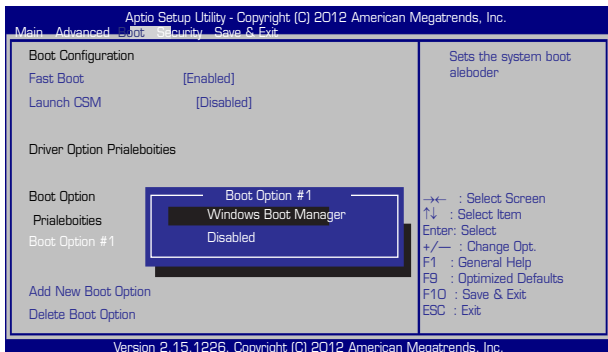 Aptio Setup Utility - Copyright (C) 2012 American Megatrends, Inc.
Main Advanced Boot Security Save & Exit
Boot Configuration
Fast Boot [Enabled]
Launch CSM [Disabled]
Driver Option Prialeboities
Boot Option
Prialeboities
Boot Option #1
Add New Boot Option
Delete Boot Option
Boot Option #1
Windows Boot Manager
Disabled
Sets the system boot
aleboder
→← : Select Screen
↑↓ : Select Item
Enter: Select
+/— : Change Opt.
F1 : General Help
F9 : Optimized Defaults
F10 : Save & Exit
ESC : Exit
Version 2.15.1226. Copyright (C) 2012 American Megatrends, Inc.